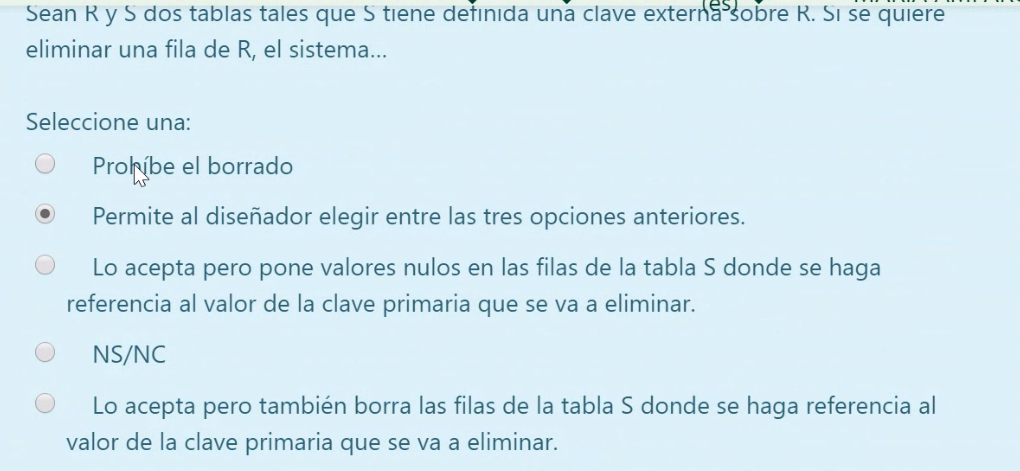 (es)
Sean R y S dos tablas tales que S tiene definida una clave externa sobre R. Si se quiere
eliminar una fila de R, el sistema...
Seleccione una:
Prohíbe el borrado
Permite al diseñador elegir entre las tres opciones anteriores.
Lo acepta pero pone valores nulos en las filas de la tabla S donde se haga
referencia al valor de la clave primaria que se va a eliminar.
NS/NC
Lo acepta pero también borra las filas de la tabla S donde se haga referencia al
valor de la clave primaria que se va a eliminar.